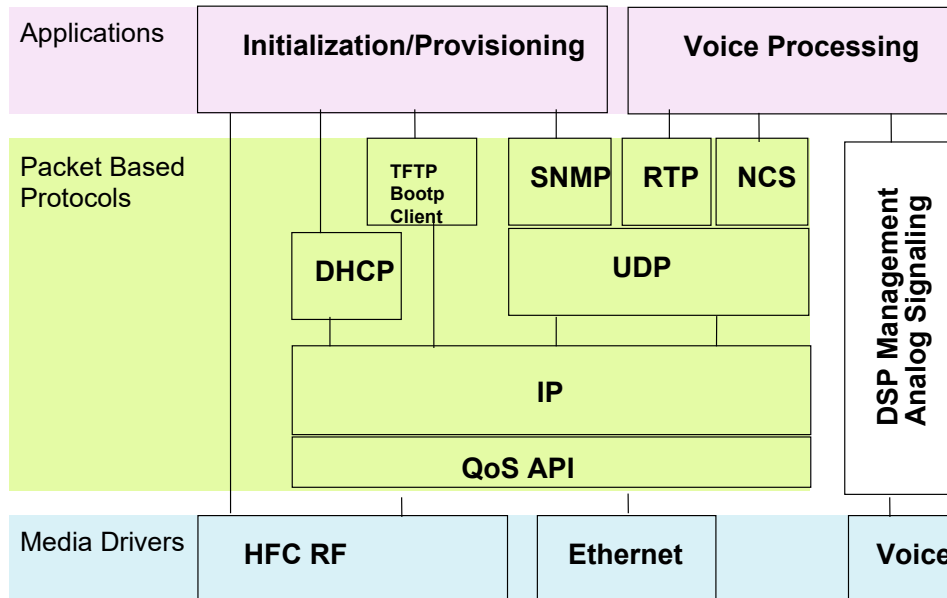 Applications
Initialization/Provisioning
Voice Processing
Packet Based
Protocols
TFTP
Bootp
Client
SNMP
RTP
NCS
DHCP
UDP
DSP Management
Analog Signaling
IP
QoS API
Media Drivers
HFC RF
Ethernet
Voice